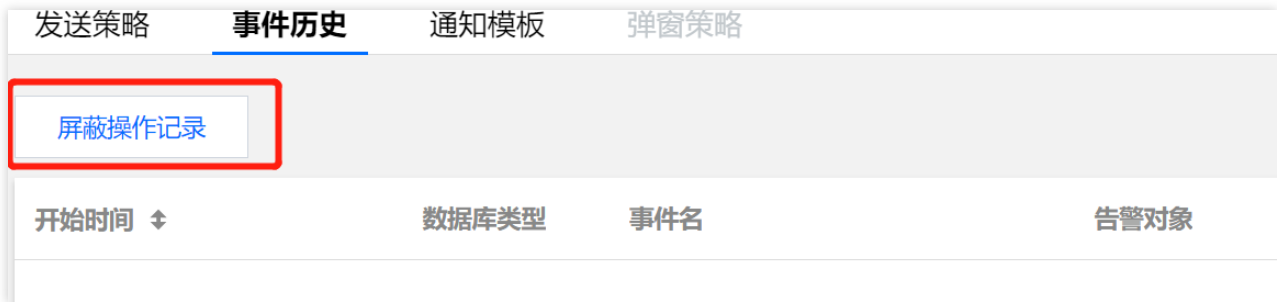 发送策略 事件历史 通知模板 弹窗策略
屏蔽操作记录
开始时间 数据库类型 事件名 告警对象